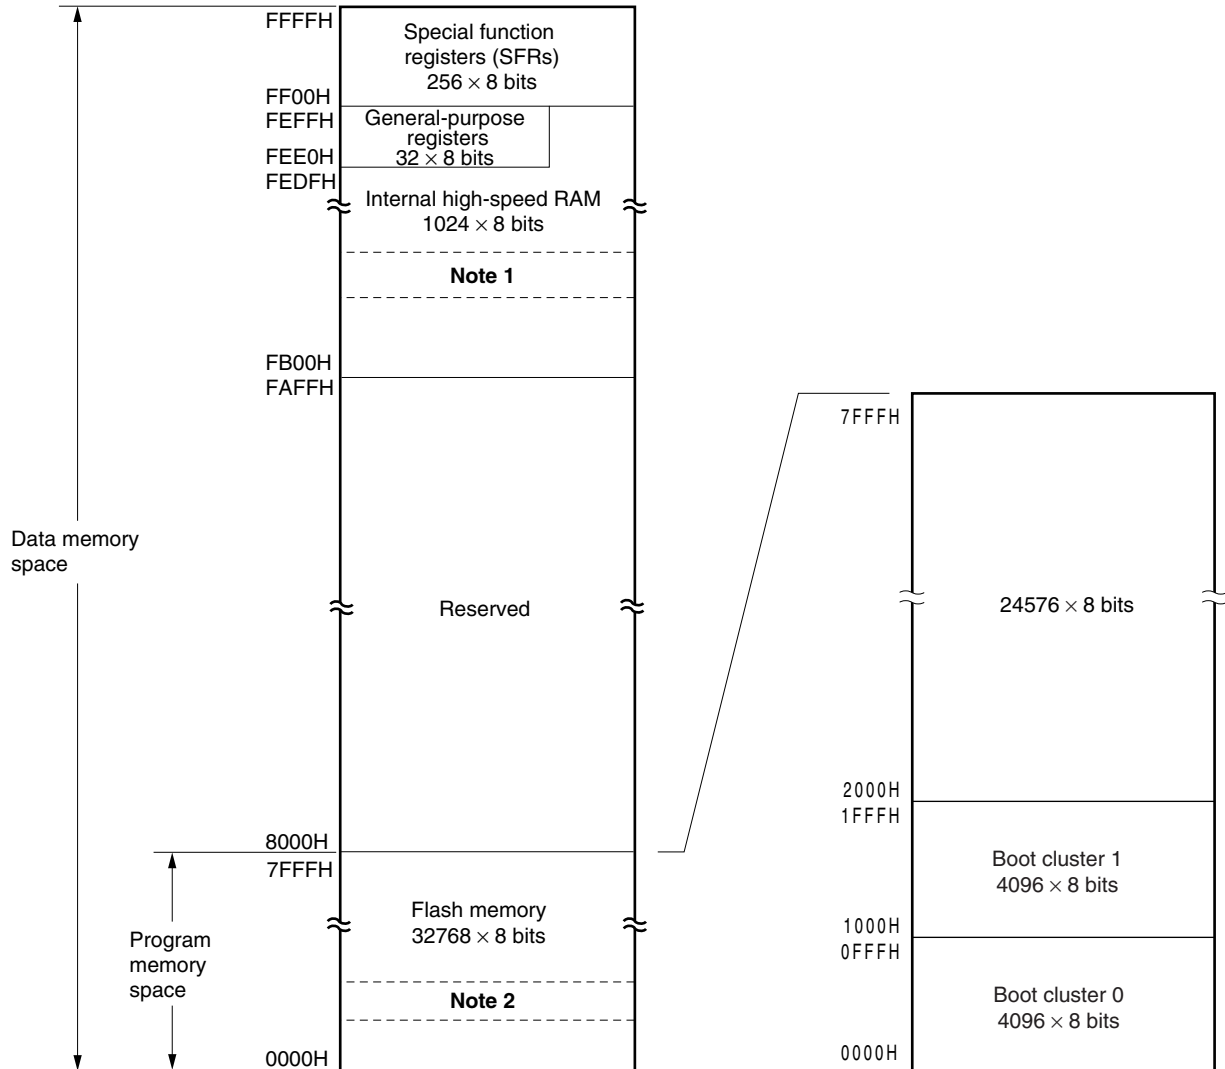 FFFFH
Special function
registers (SFRs)
256 × 8 bits
FF00H
FEFFH
General-purpose
registers
32 × 8 bits
FEE0H
FEDFH
Internal high-speed RAM
1024 × 8 bits
Note 1
FB00H
FAFFH
Data memory
space
Reserved
8000H
7FFFH
Flash memory
32768 × 8 bits
Program
memory
space
Note 2
0000H
7FFFH
24576 × 8 bits
2000H
1FFFH
Boot cluster 1
4096 × 8 bits
1000H
0FFFH
Boot cluster 0
4096 × 8 bits
0000H